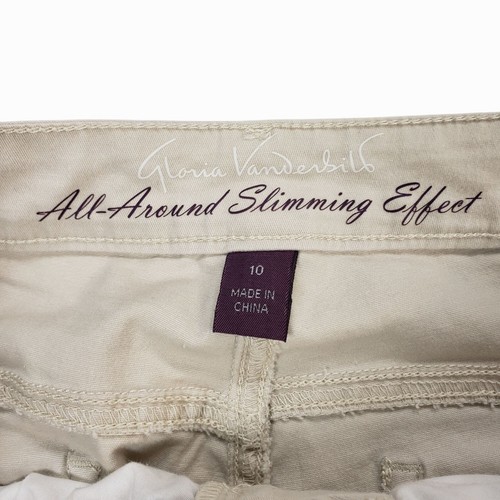 Gloria Vanderbilt
All-Around Slimming Effect
10
MADE IN
CHINA